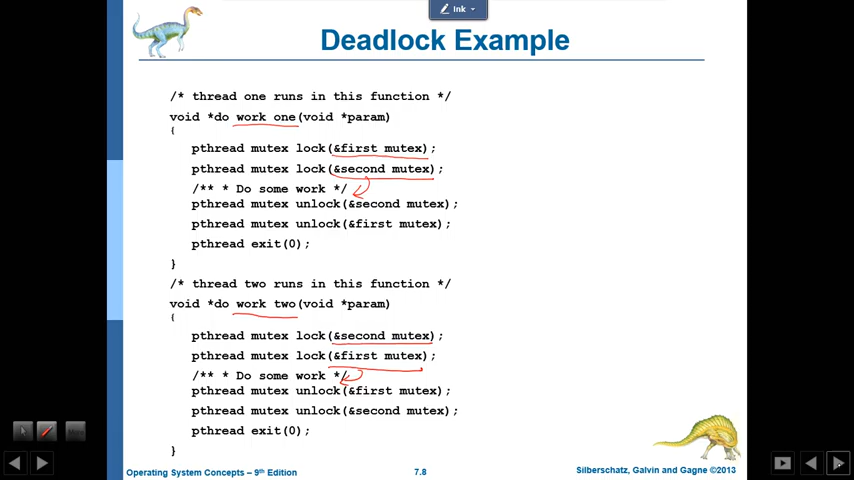 Ink
Deadlock Example
/* thread one runs in this function */
void *do work one(void *param)
{
pthread mutex lock(&first mutex);
pthread mutex lock(&second mutex);
/** * Do some work */
pthread mutex unlock(&second mutex);
pthread mutex unlock(&first mutex);
pthread exit(0);
}
/* thread two runs in this function */
void *do work two(void *param)
{
pthread mutex lock(&second mutex);
pthread mutex lock(&first mutex);
/** * Do some work */
pthread mutex unlock(&first mutex);
pthread mutex unlock(&second mutex);
pthread exit(0);
}
Operating System Concepts – 9th Edition
7.8
Silberschatz, Galvin and Gagne ©2013